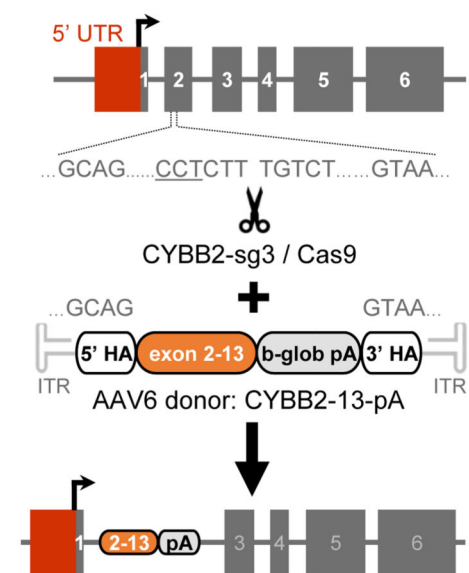 5' UTR
1 2 3 4 5 6
...GCAG......CCTCTT TGTCT......GTAA...
CYBB2-sg3 / Cas9
+
...GCAG GTAA...
5' HA exon 2-13 b-glob pA 3' HA
ITR ITR
AAV6 donor: CYBB2-13-pA
1 2-13 pA 3 4 5 6